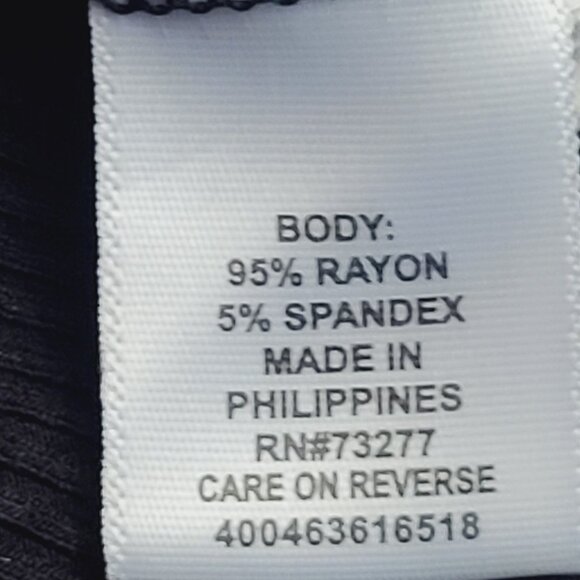 BODY:
95% RAYON
5% SPANDEX
MADE IN
PHILIPPINES
RN#73277
CARE ON REVERSE
400463616518